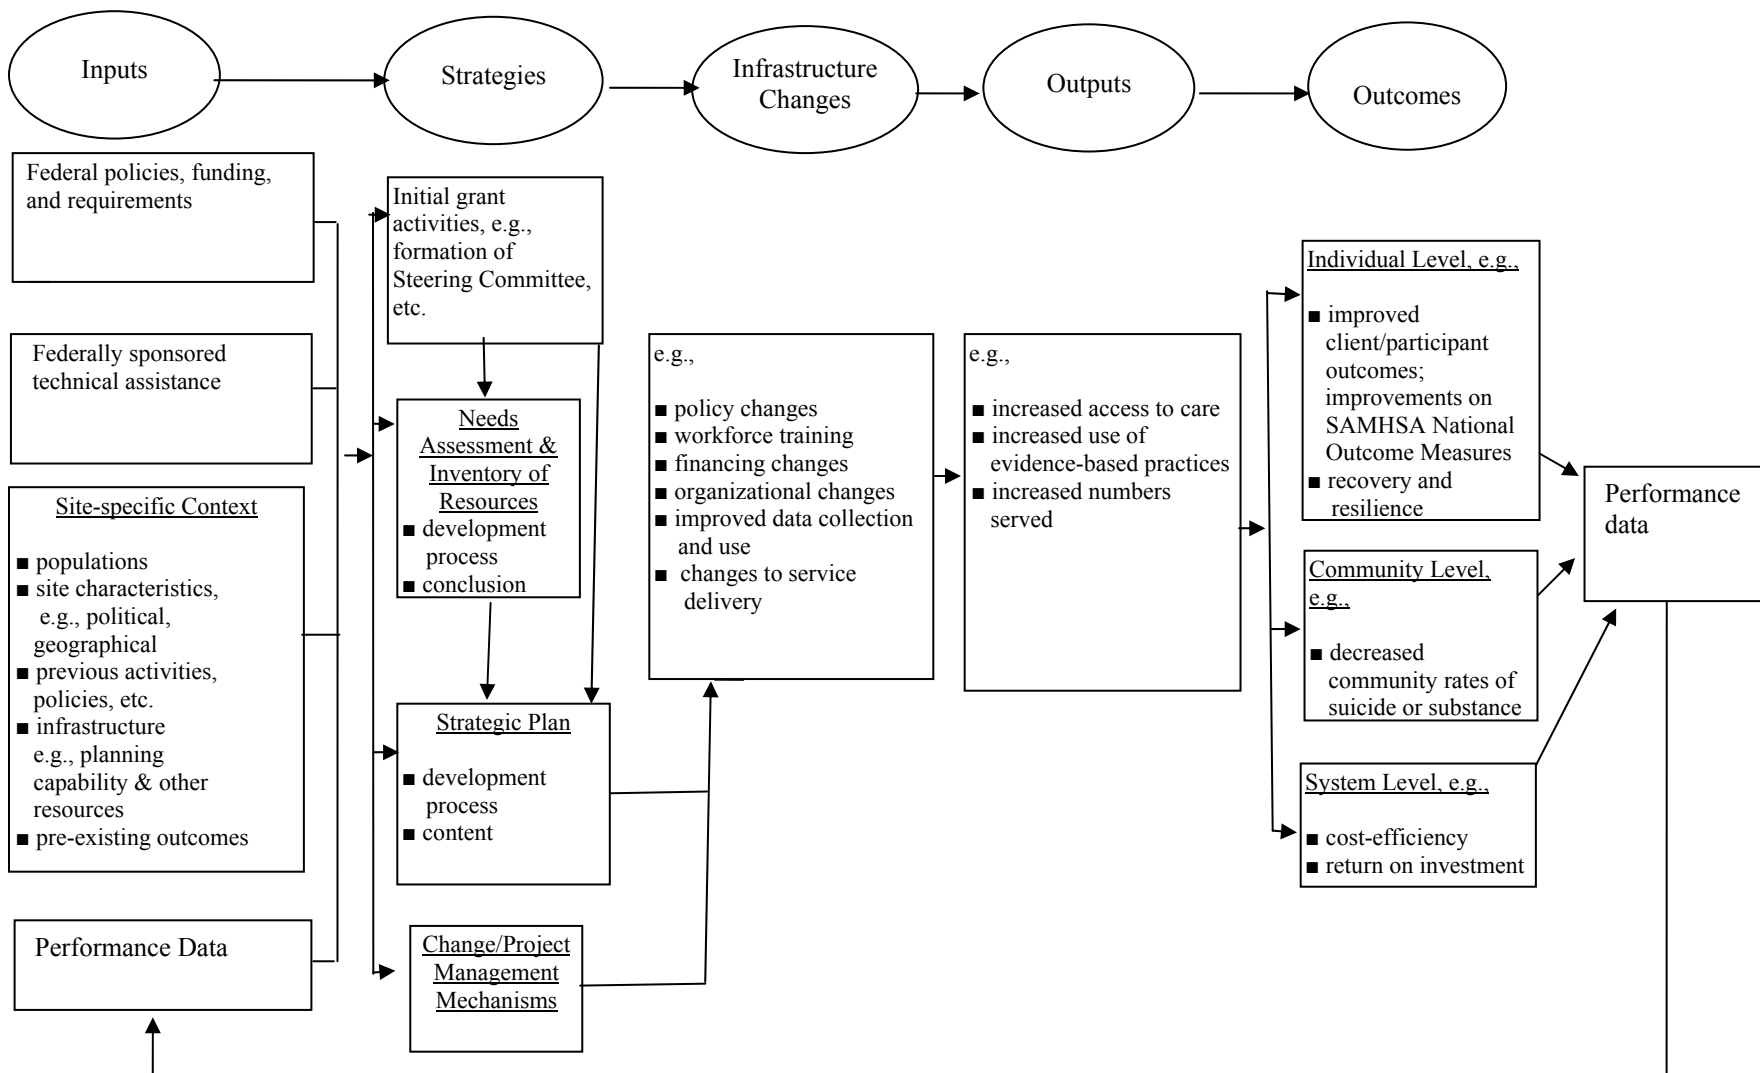 Inputs
Strategies
Infrastructure
Changes
Outputs
Outcomes
Federal policies, funding,
and requirements
Federally sponsored
technical assistance
Site-specific Context
■ populations
■ site characteristics,
e.g., political,
geographical
■ previous activities,
policies, etc.
■ infrastructure
e.g., planning
capability & other
resources
■ pre-existing outcomes
Performance Data
Initial grant
activities, e.g.,
formation of
Steering Committee,
etc.
Needs
Assessment &
Inventory of
Resources
■ development
process
■ conclusion
Strategic Plan
■ development
process
■ content
Change/Project
Management
Mechanisms
e.g.,
■ policy changes
■ workforce training
■ financing changes
■ organizational changes
■ improved data collection
and use
■ changes to service
delivery
e.g.,
■ increased access to care
■ increased use of
evidence-based practices
■ increased numbers
served
Individual Level, e.g.,
■ improved
client/participant
outcomes;
improvements on
SAMHSA National
Outcome Measures
■ recovery and
resilience
Community Level,
e.g.,
■ decreased
community rates of
suicide or substance
System Level, e.g.,
■ cost-efficiency
■ return on investment
Performance
data